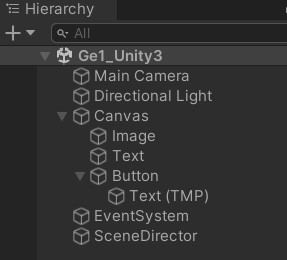 Hierarchy
All
Ge1_Unity3
Main Camera
Directional Light
Canvas
Image
Text
Button
Text (TMP)
EventSystem
SceneDirector